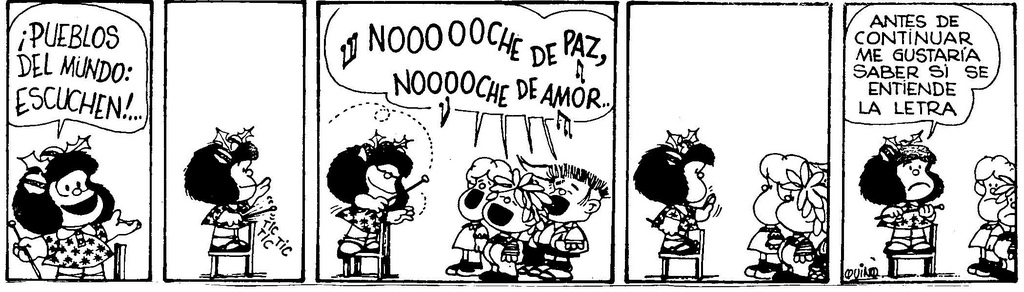 ¡PUEBLOS
DEL MUNDO:
ESCUCHEN!...
TIC TIC
TIC
NOOOOOCHE DE PAZ,
NOOOOCHE DE AMOR..
ANTES DE
CONTINUAR
ME GUSTARÍA
SABER SI SE
ENTIENDE
LA LETRA
QUINO